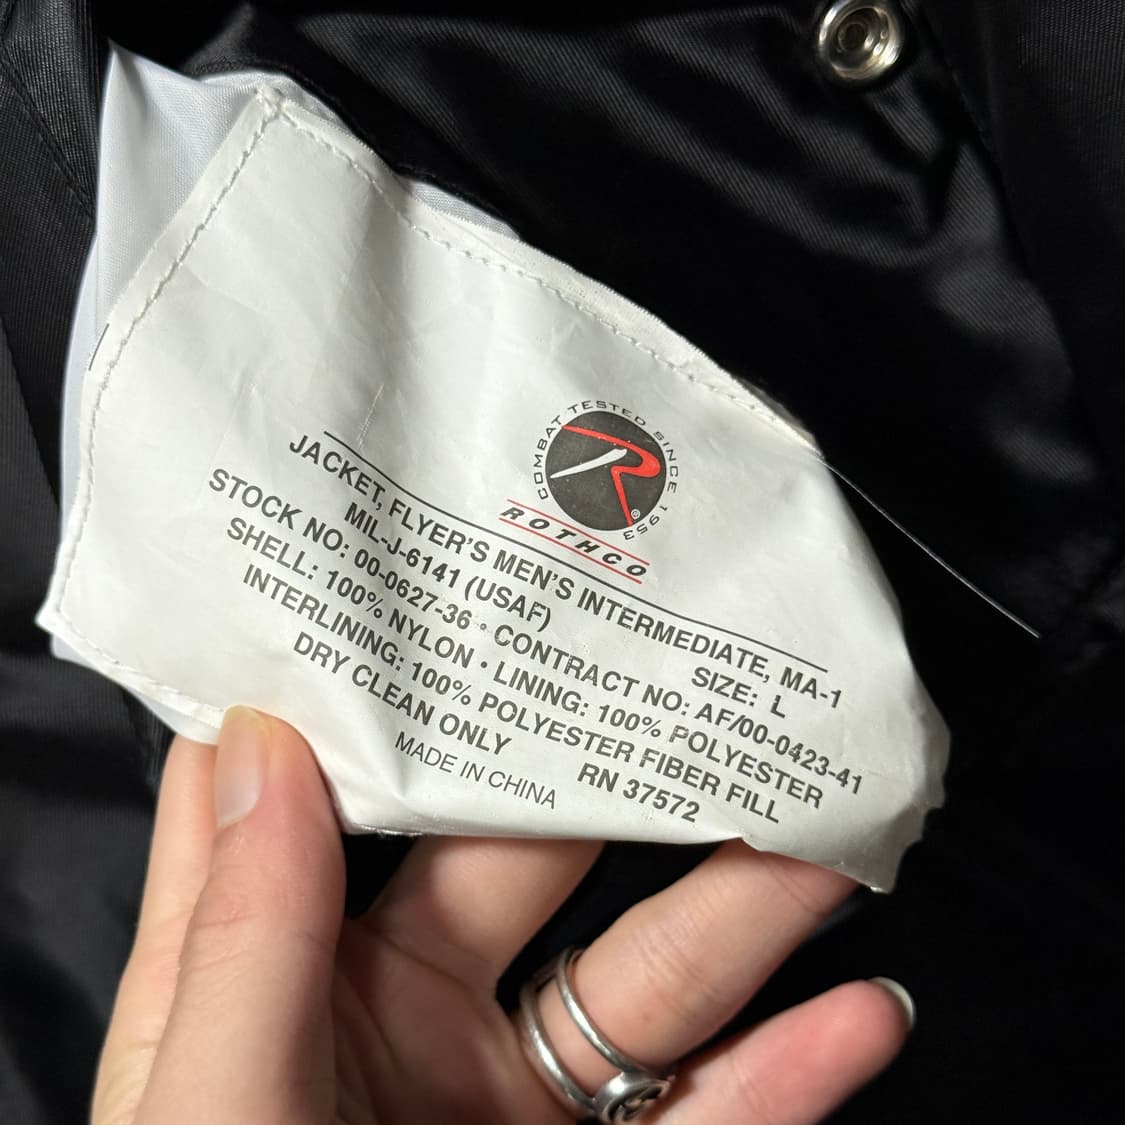 COMBAT TESTED SINCE 1953
R
®
ROTHCO
JACKET, FLYER'S MEN'S INTERMEDIATE, MA-1
MIL-J-6141 (USAF) SIZE: L
STOCK NO: 00-0627-36 • CONTRACT NO: AF/00-0423-41
SHELL: 100% NYLON • LINING: 100% POLYESTER
INTERLINING: 100% POLYESTER FIBER FILL
DRY CLEAN ONLY RN 37572
MADE IN CHINA